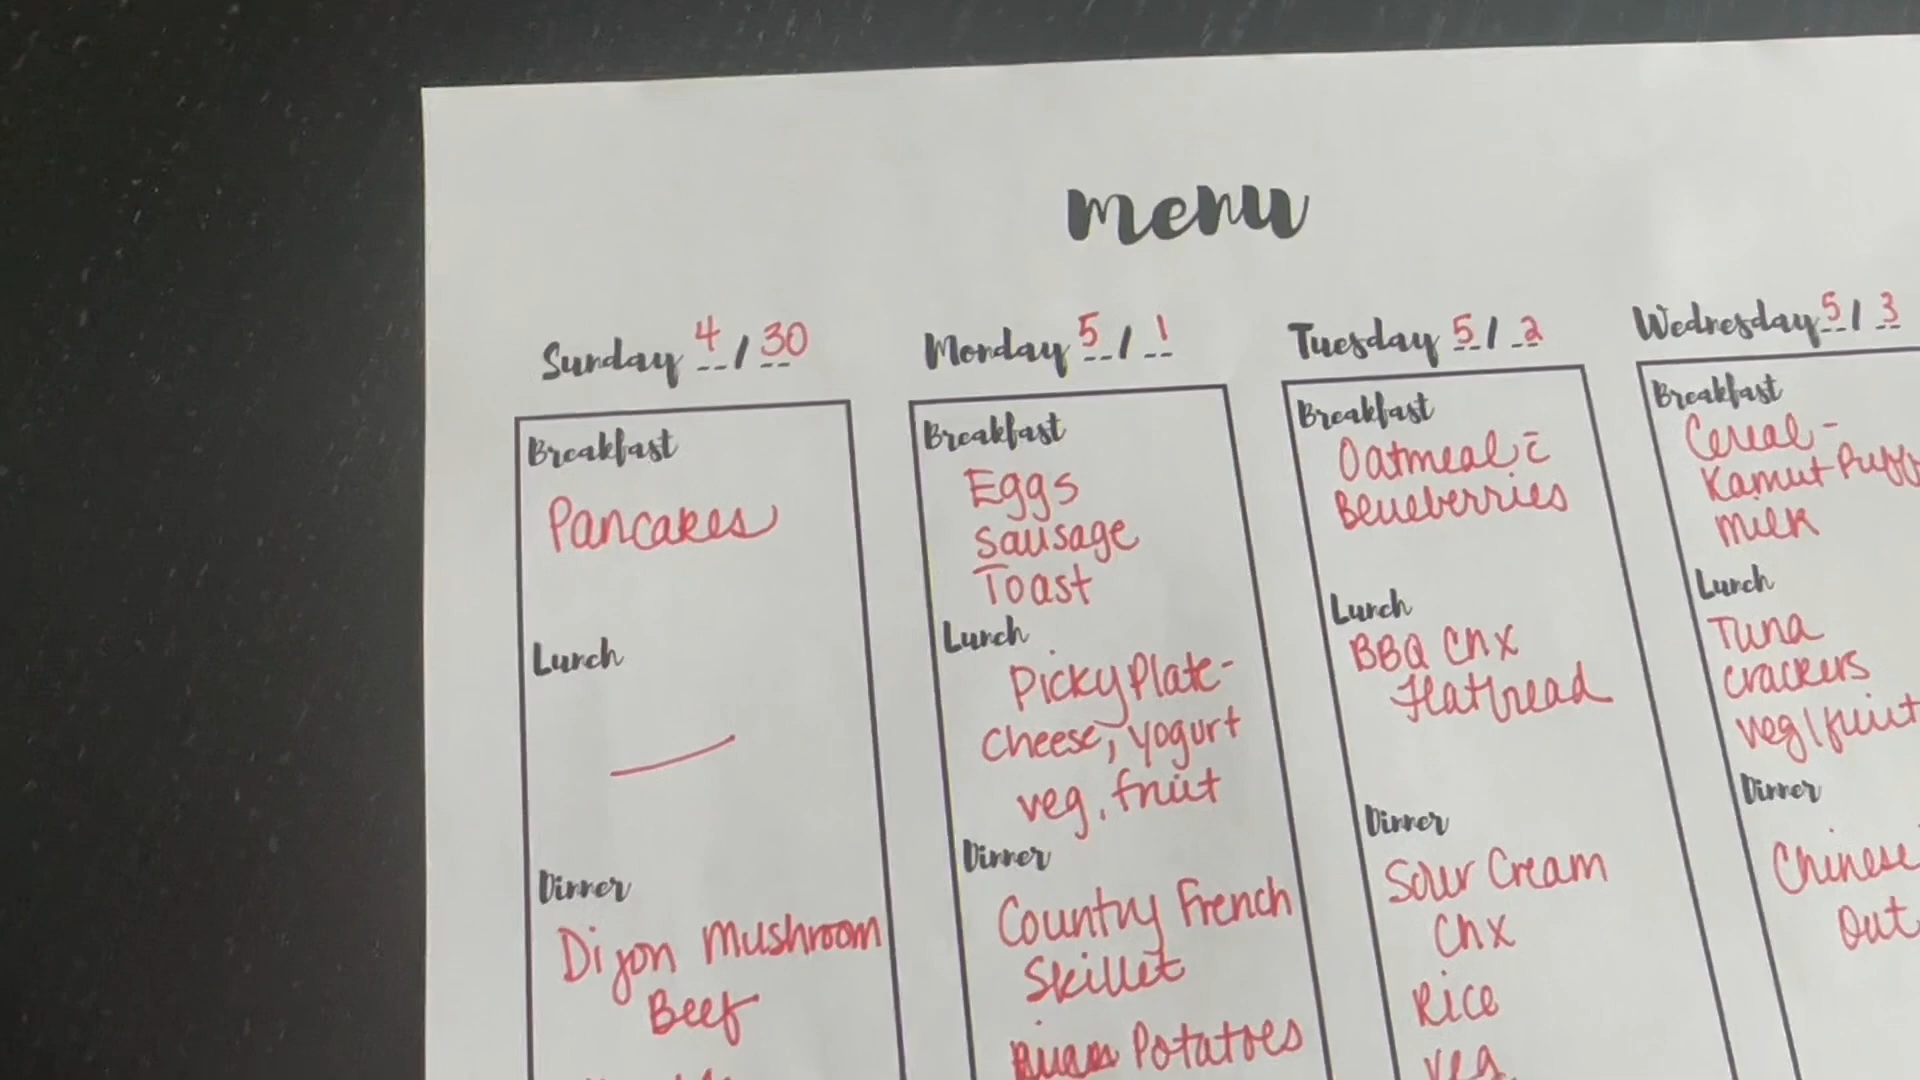 menu
Sunday 4/30
Breakfast
Pancakes
Lunch
Dinner
Dijon Mushroom
Beef
Monday 5/1
Breakfast
Eggs
Sausage
Toast
Lunch
Picky Plate-
cheese, yogurt
veg, fruit
Dinner
Country French
Skillet
Potatoes
Tuesday 5/2
Breakfast
Oatmeal c̄
Blueberries
Lunch
BBQ Chx
flatbread
Dinner
Sour Cream
Chx
Rice
veg
Wednesday 5/3
Breakfast
Cereal-
Kamut Puffs
milk
Lunch
Tuna
crackers
veg/fruit
Dinner
Chinese
Out